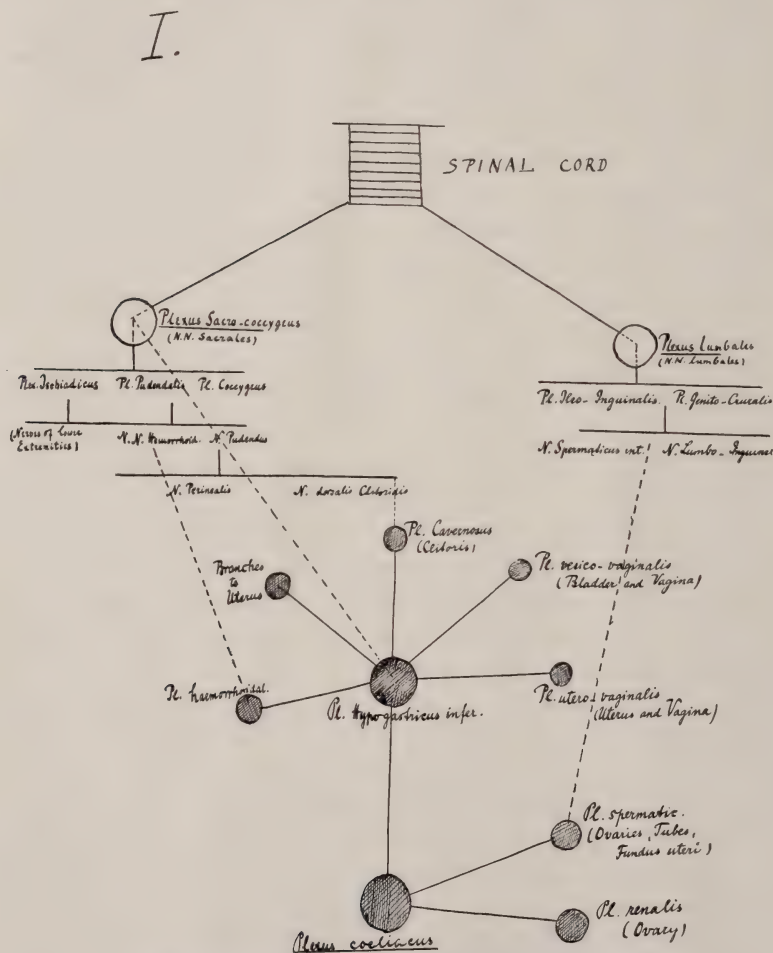 I.
SPINAL CORD
Plexus Sacro-coccygeus
(N.N. Sacrales)
Plexus Lumbales
(N.N. Lumbales)
Plex. Ischiadicus Pl. Pudendalis Pl. Coccygeus
Pl. Ileo-Inguinalis. Pl. Genito-Cruralis
(Nerves of lower
Extremities)
N.N. Haemorrhoid. N. Pudendus
N. Spermaticus int. N. Lumbo-Inguinal
N. Perinealis N. dorsalis Clitoridis
Pl. Cavernosus
(Clitoris)
Branches
to
Uterus
Pl. vesico-vaginalis
(Bladder and Vagina)
Pl. haemorrhoidal.
Pl. Hypogastricus infer.
Pl. utero-vaginalis
(Uterus and Vagina)
Pl. spermatic.
(Ovaries, Tubes,
Fundus uteri)
Plexus coeliacus
Pl. renalis
(Ovary)